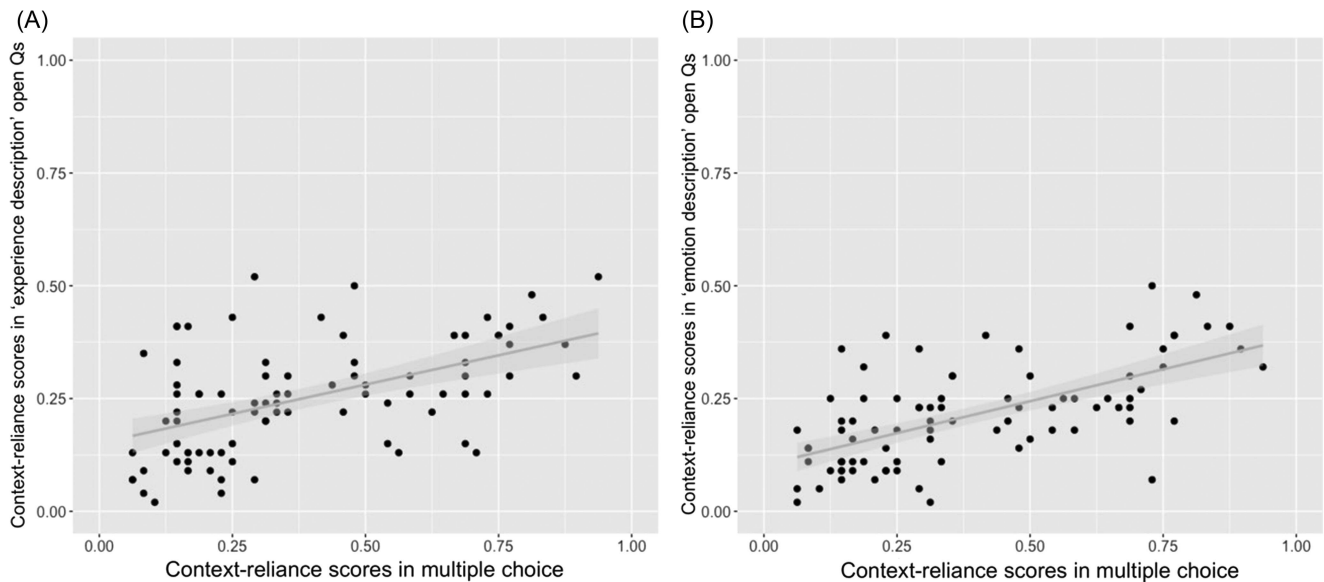 (A)
Context-reliance scores in ‘experience description’ open Qs
1.00
0.75
0.50
0.25
0.00
0.00 0.25 0.50 0.75 1.00
Context-reliance scores in multiple choice
(B)
Context-reliance scores in ‘emotion description’ open Qs
1.00
0.75
0.50
0.25
0.00
0.00 0.25 0.50 0.75 1.00
Context-reliance scores in multiple choice